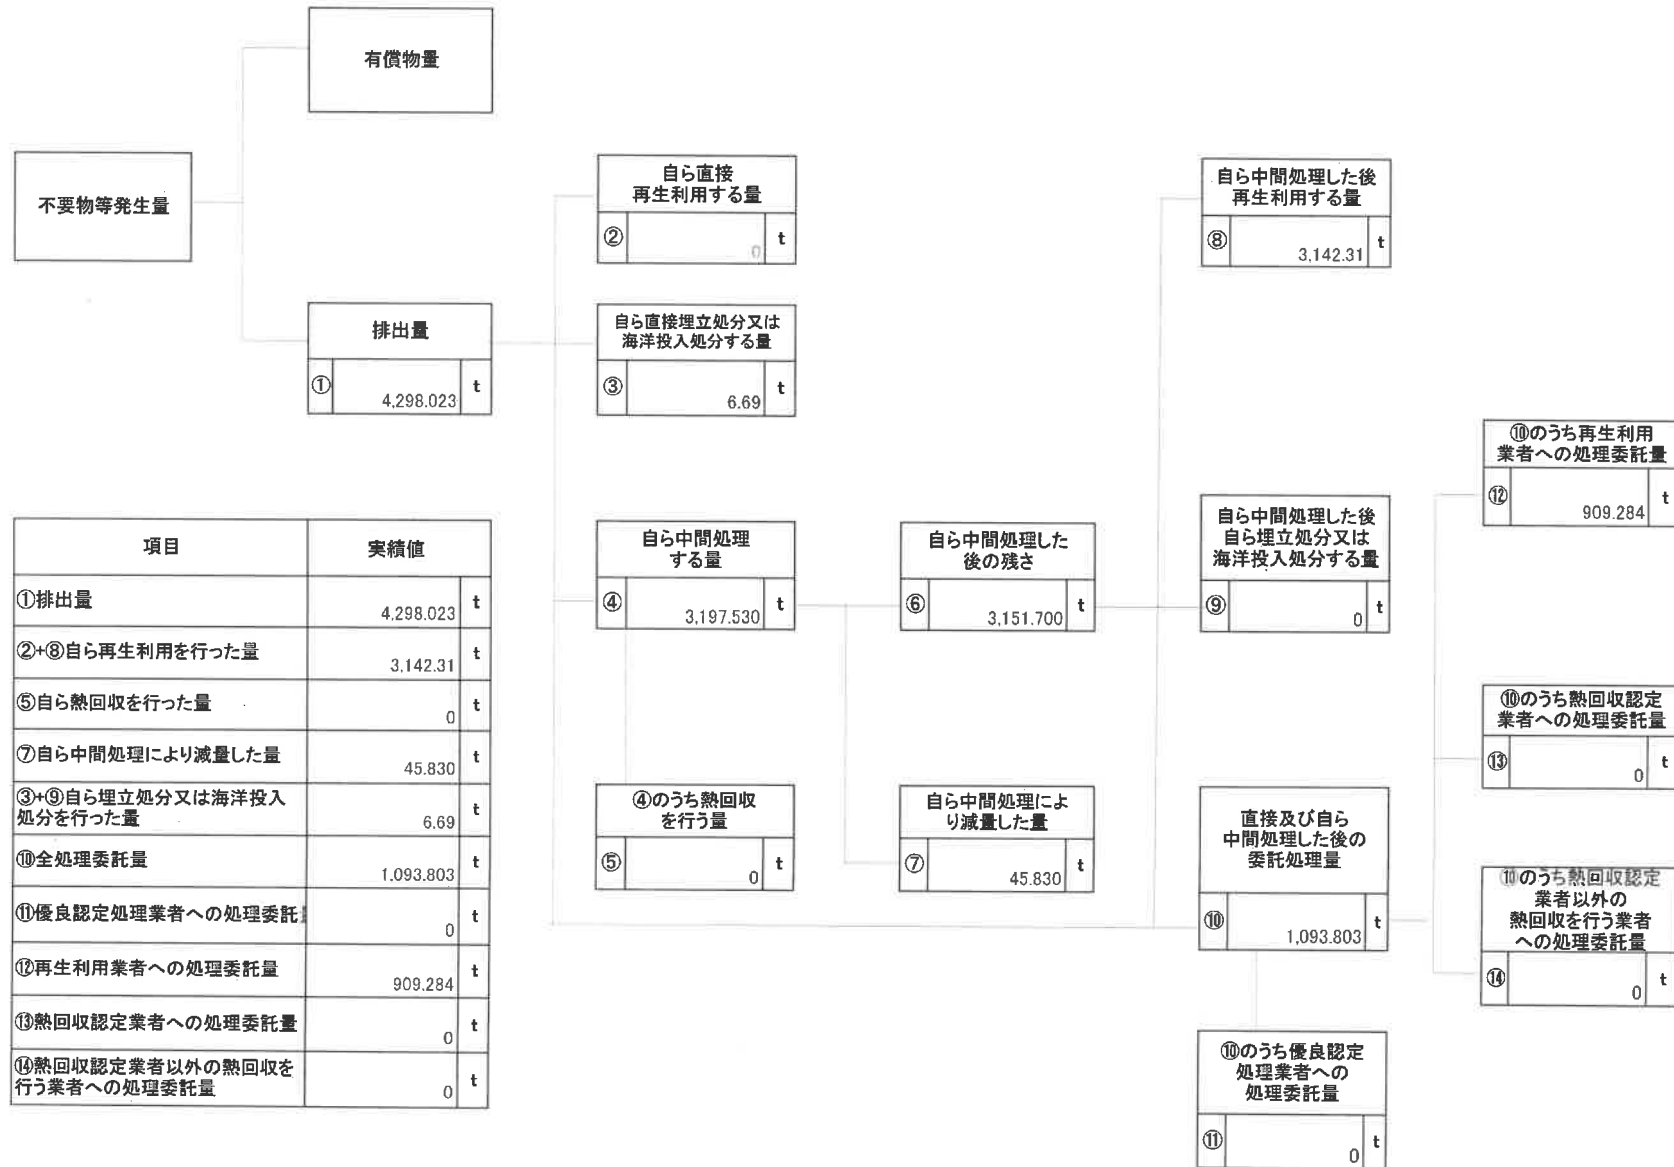 有償物量
不要物等発生量
排出量
① 4,298.023 t
自ら直接
再生利用する量
② 0 t
自ら直接埋立処分又は
海洋投入処分する量
③ 6.69 t
自ら中間処理
する量
④ 3,197.530 t
④のうち熱回収
を行う量
⑤ 0 t
自ら中間処理した
後の残さ
⑥ 3,151.700 t
自ら中間処理によ
り減量した量
⑦ 45.830 t
自ら中間処理した後
再生利用する量
⑧ 3,142.31 t
自ら中間処理した後
自ら埋立処分又は
海洋投入処分する量
⑨ 0 t
直接及び自ら
中間処理した後の
委託処理量
⑩ 1,093.803 t
⑩のうち優良認定
処理業者への
処理委託量
⑪ 0 t
⑩のうち再生利用
業者への処理委託量
⑫ 909.284 t
⑩のうち熱回収認定
業者への処理委託量
⑬ 0 t
⑩のうち熱回収認定
業者以外の
熱回収を行う業者
への処理委託量
⑭ 0 t
項目 実績値
①排出量 4,298.023 t
②+⑧自ら再生利用を行った量 3,142.31 t
⑤自ら熱回収を行った量 0 t
⑦自ら中間処理により減量した量 45.830 t
③+⑨自ら埋立処分又は海洋投入
処分を行った量 6.69 t
⑩全処理委託量 1,093.803 t
⑪優良認定処理業者への処理委託 0 t
⑫再生利用業者への処理委託量 909.284 t
⑬熱回収認定業者への処理委託量 0 t
⑭熱回収認定業者以外の熱回収を
行う業者への処理委託量 0 t